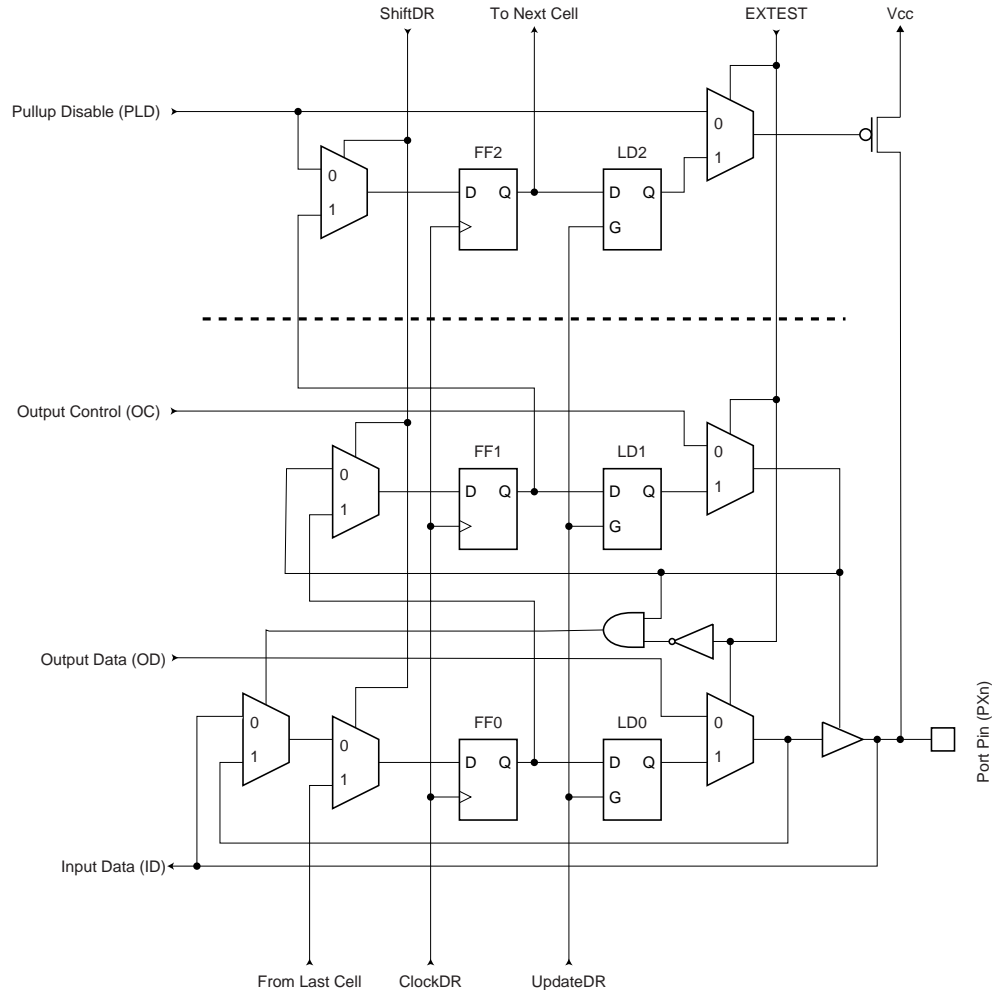 ShiftDR
To Next Cell
EXTEST
Vcc
Pullup Disable (PLD)
0
1
FF2
D Q
LD2
D Q
G
0
1
Output Control (OC)
0
1
FF1
D Q
LD1
D Q
G
0
1
Output Data (OD)
0
1
0
1
FF0
D Q
LD0
D Q
G
0
1
Port Pin (PXn)
Input Data (ID)
From Last Cell
ClockDR
UpdateDR